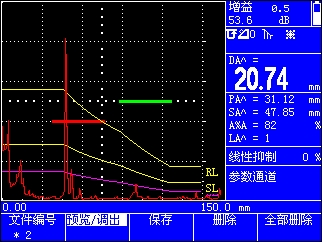 增益 0.5
53.6 dB
DA^ =
20.74 mm
PA^ = 31.12 mm
SA^ = 47.85 mm
A%A = 82 %
LA^ = 1
线性抑制 0 %
参数通道
RL
SL
0.00 150.0
文件编号 预览/调出 保存 删除 全部删除
* 2